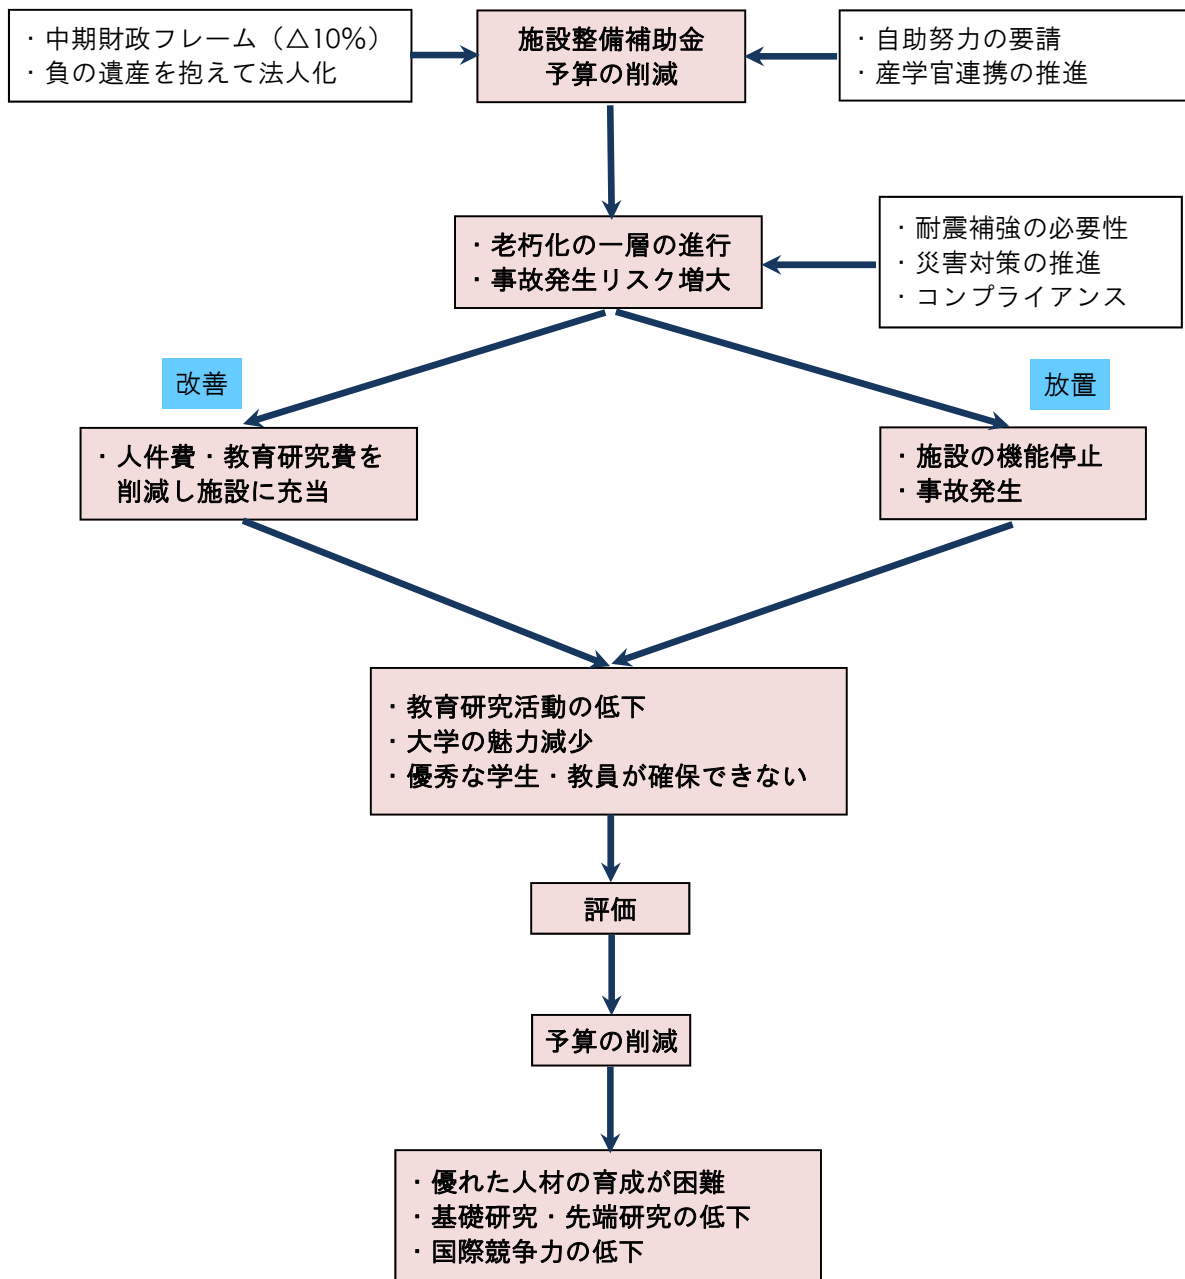 ・中期財政フレーム（△10%）
・負の遺産を抱えて法人化
施設整備補助金
予算の削減
・自助努力の要請
・産学官連携の推進
・老朽化の一層の進行
・事故発生リスク増大
・耐震補強の必要性
・災害対策の推進
・コンプライアンス
改善
放置
・人件費・教育研究費を
削減し施設に充当
・施設の機能停止
・事故発生
・教育研究活動の低下
・大学の魅力減少
・優秀な学生・教員が確保できない
評価
予算の削減
・優れた人材の育成が困難
・基礎研究・先端研究の低下
・国際競争力の低下